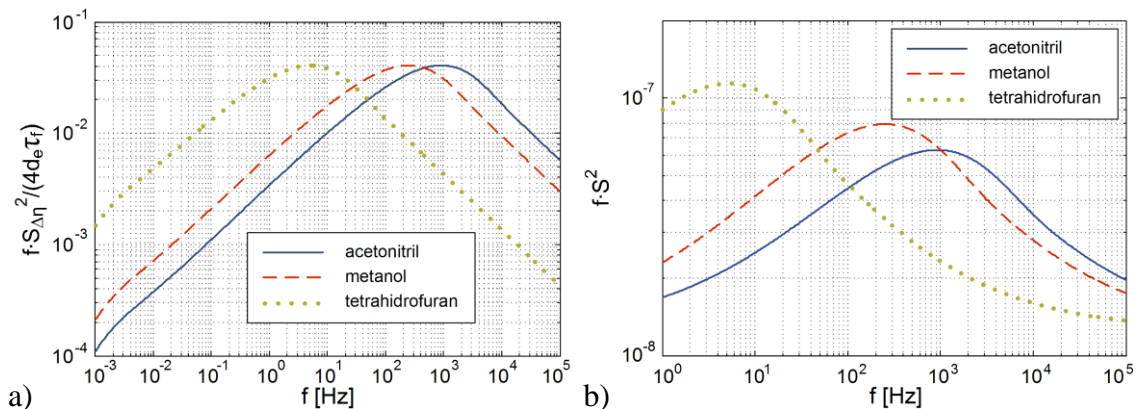 10^-1
10^-2
10^-3
10^-4
f·S_Δη^2/(4d_eτ_f)
acetonitril
metanol
tetrahidrofuran
10^-3 10^-2 10^-1 10^0 10^1 10^2 10^3 10^4 10^5
f [Hz]
a)
10^-7
10^-8
f·S^2
acetonitril
metanol
tetrahidrofuran
10^0 10^1 10^2 10^3 10^4 10^5
f [Hz]
b)